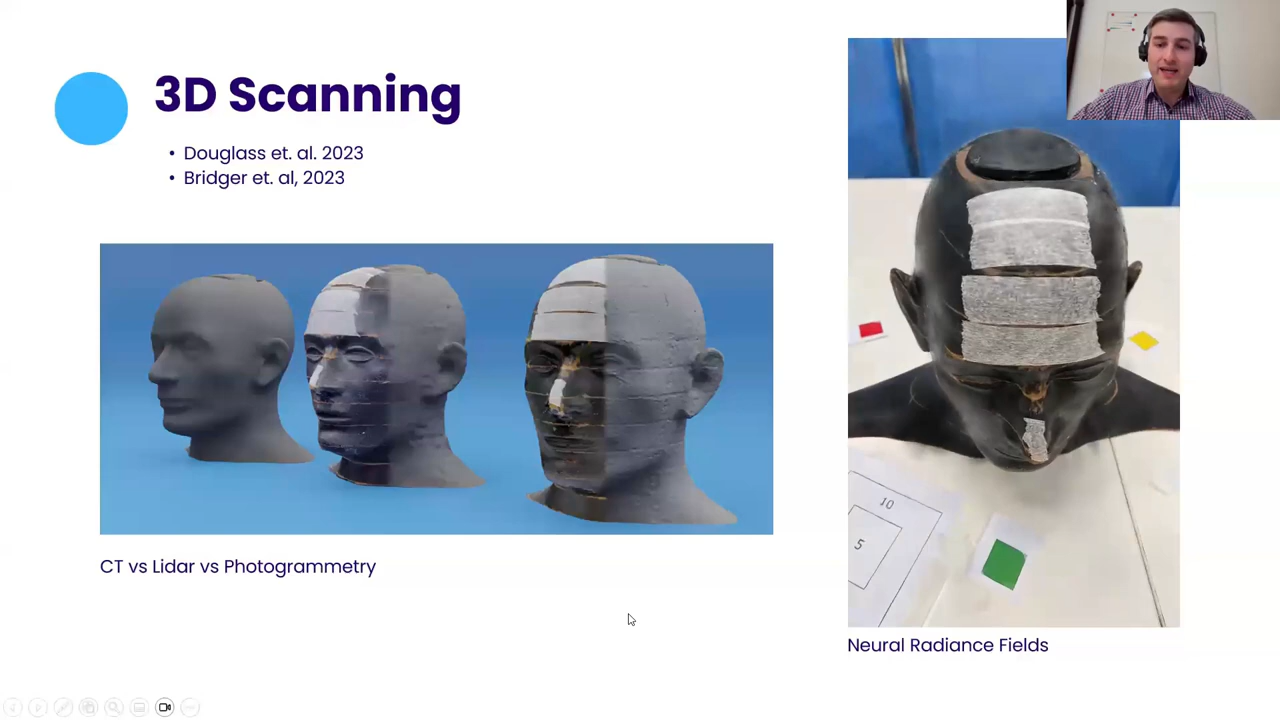 3D Scanning
• Douglass et. al. 2023
• Bridger et. al, 2023
CT vs Lidar vs Photogrammetry
10
5
Neural Radiance Fields